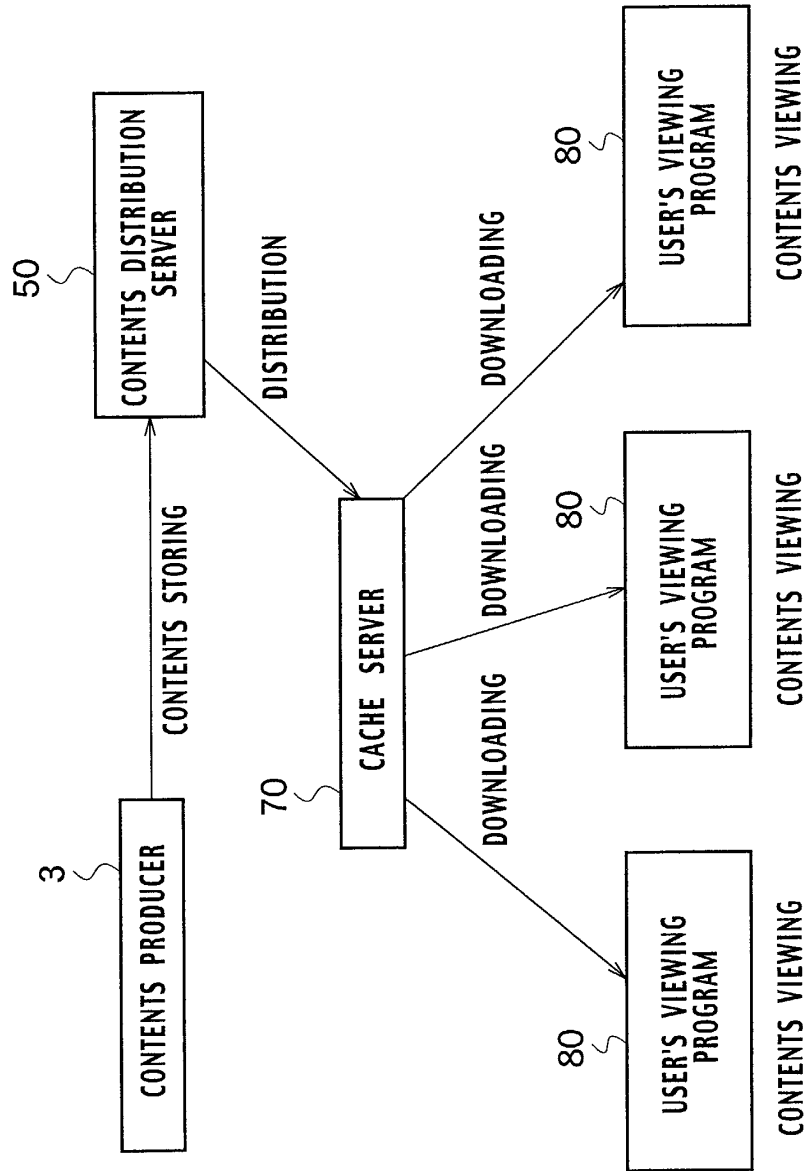 3
CONTENTS PRODUCER
CONTENTS STORING
50
CONTENTS DISTRIBUTION
SERVER
DISTRIBUTION
70
CACHE SERVER
DOWNLOADING
DOWNLOADING
DOWNLOADING
80
USER'S VIEWING
PROGRAM
CONTENTS VIEWING
80
USER'S VIEWING
PROGRAM
CONTENTS VIEWING
80
USER'S VIEWING
PROGRAM
CONTENTS VIEWING